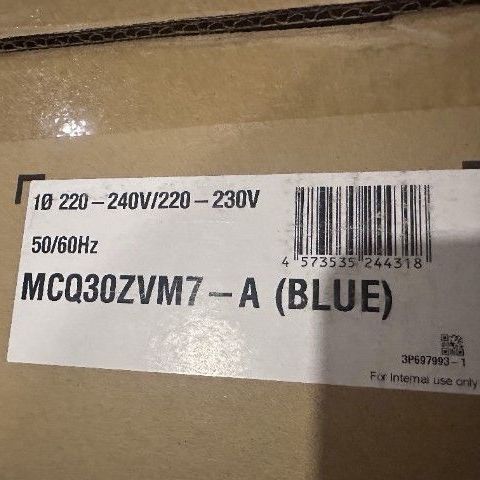 1Ø 220-240V/220-230V
50/60Hz
4 573535 244318
MCQ30ZVM7-A (BLUE)
3P697993-1
For Internal use only